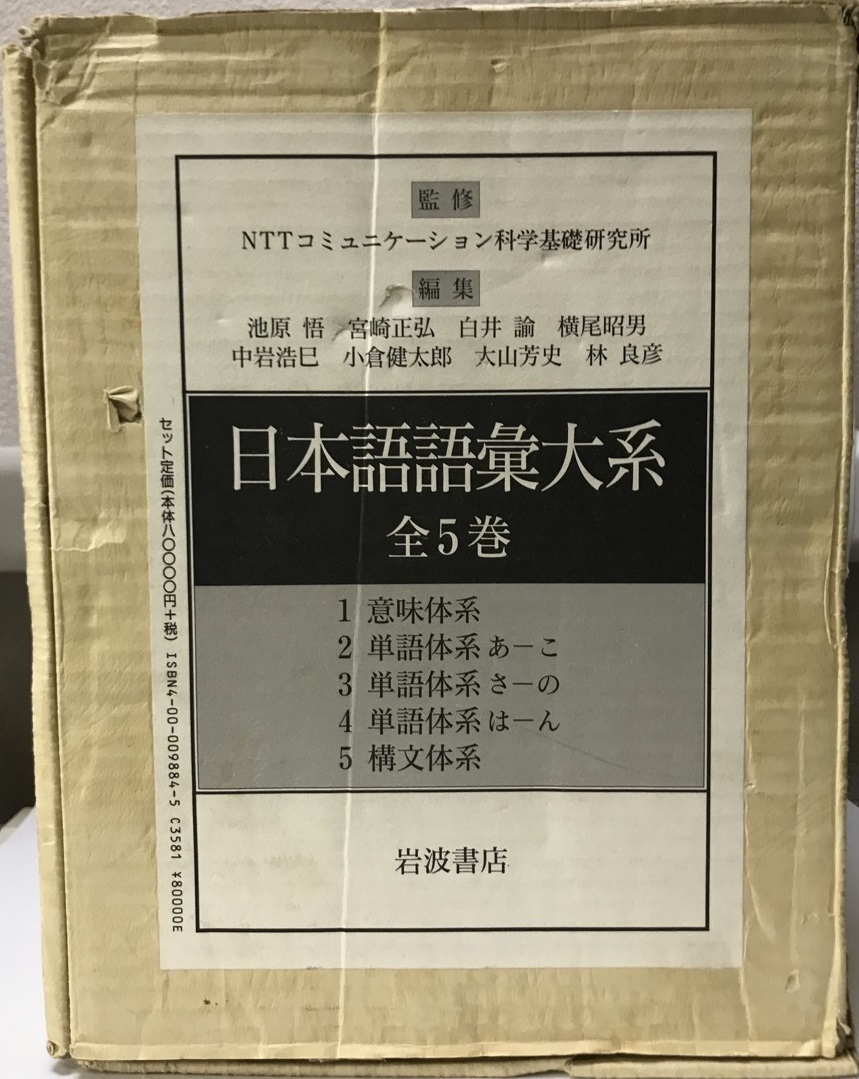 監修
NTTコミュニケーション科学基礎研究所
編集
池原 悟 宮崎正弘 白井 諭 横尾昭男
中岩浩巳 小倉健太郎 大山芳史 林 良彦
日本語語彙大系
全5巻
1 意味体系
2 単語体系 あ－こ
3 単語体系 さ－の
4 単語体系 は－ん
5 構文体系
岩波書店
セット定価(本体八〇〇〇〇円＋税) ISBN4-00-009884-5 C3581 ¥80000E